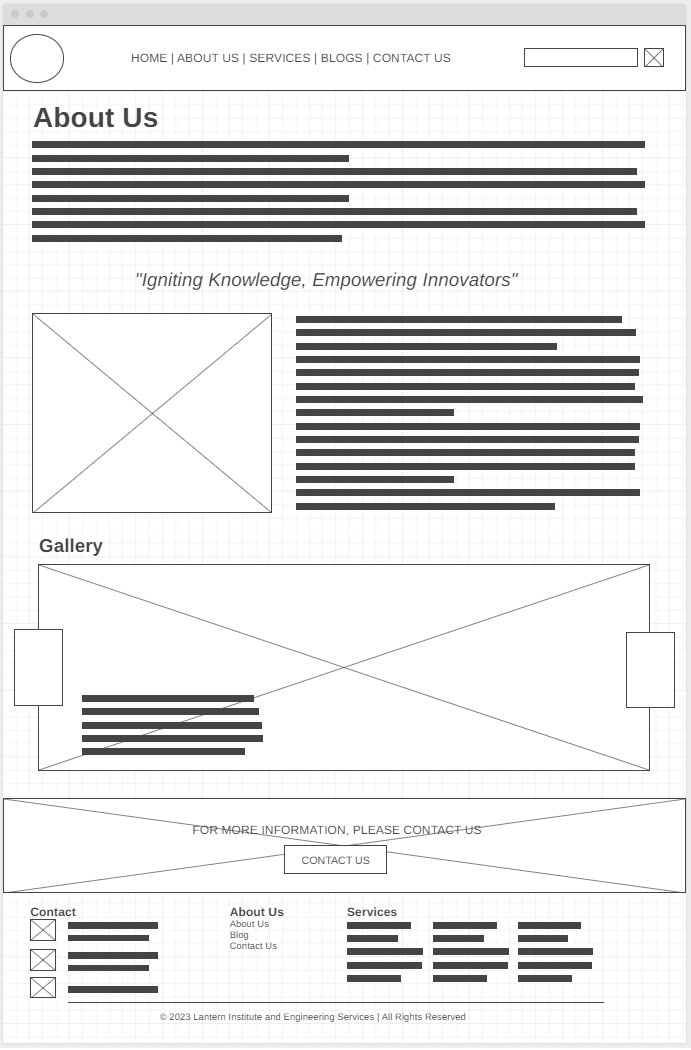 HOME | ABOUT US | SERVICES | BLOGS | CONTACT US
About Us
"Igniting Knowledge, Empowering Innovators"
Gallery
FOR MORE INFORMATION, PLEASE CONTACT US
CONTACT US
Contact
About Us
About Us
Blog
Contact Us
Services
© 2023 Lantern Institute and Engineering Services | All Rights Reserved